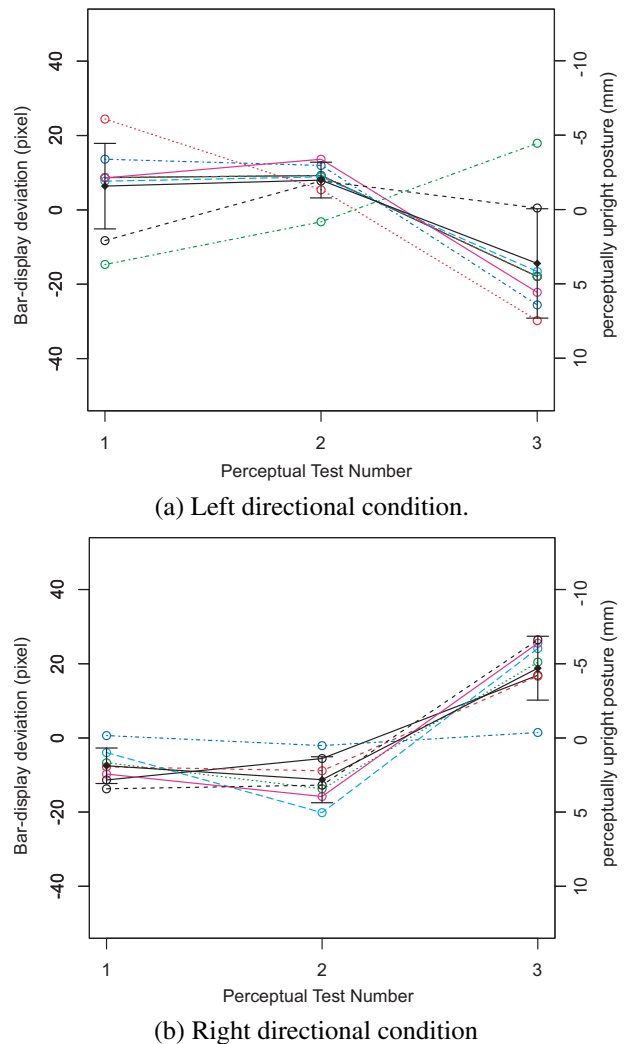 40
20
0
-20
-40
Bar-display deviation (pixel)
-10
-5
0
5
10
perceptually upright posture (mm)
1 2 3
Perceptual Test Number
(a) Left directional condition.
40
20
0
-20
-40
Bar-display deviation (pixel)
-10
-5
0
5
10
perceptually upright posture (mm)
1 2 3
Perceptual Test Number
(b) Right directional condition